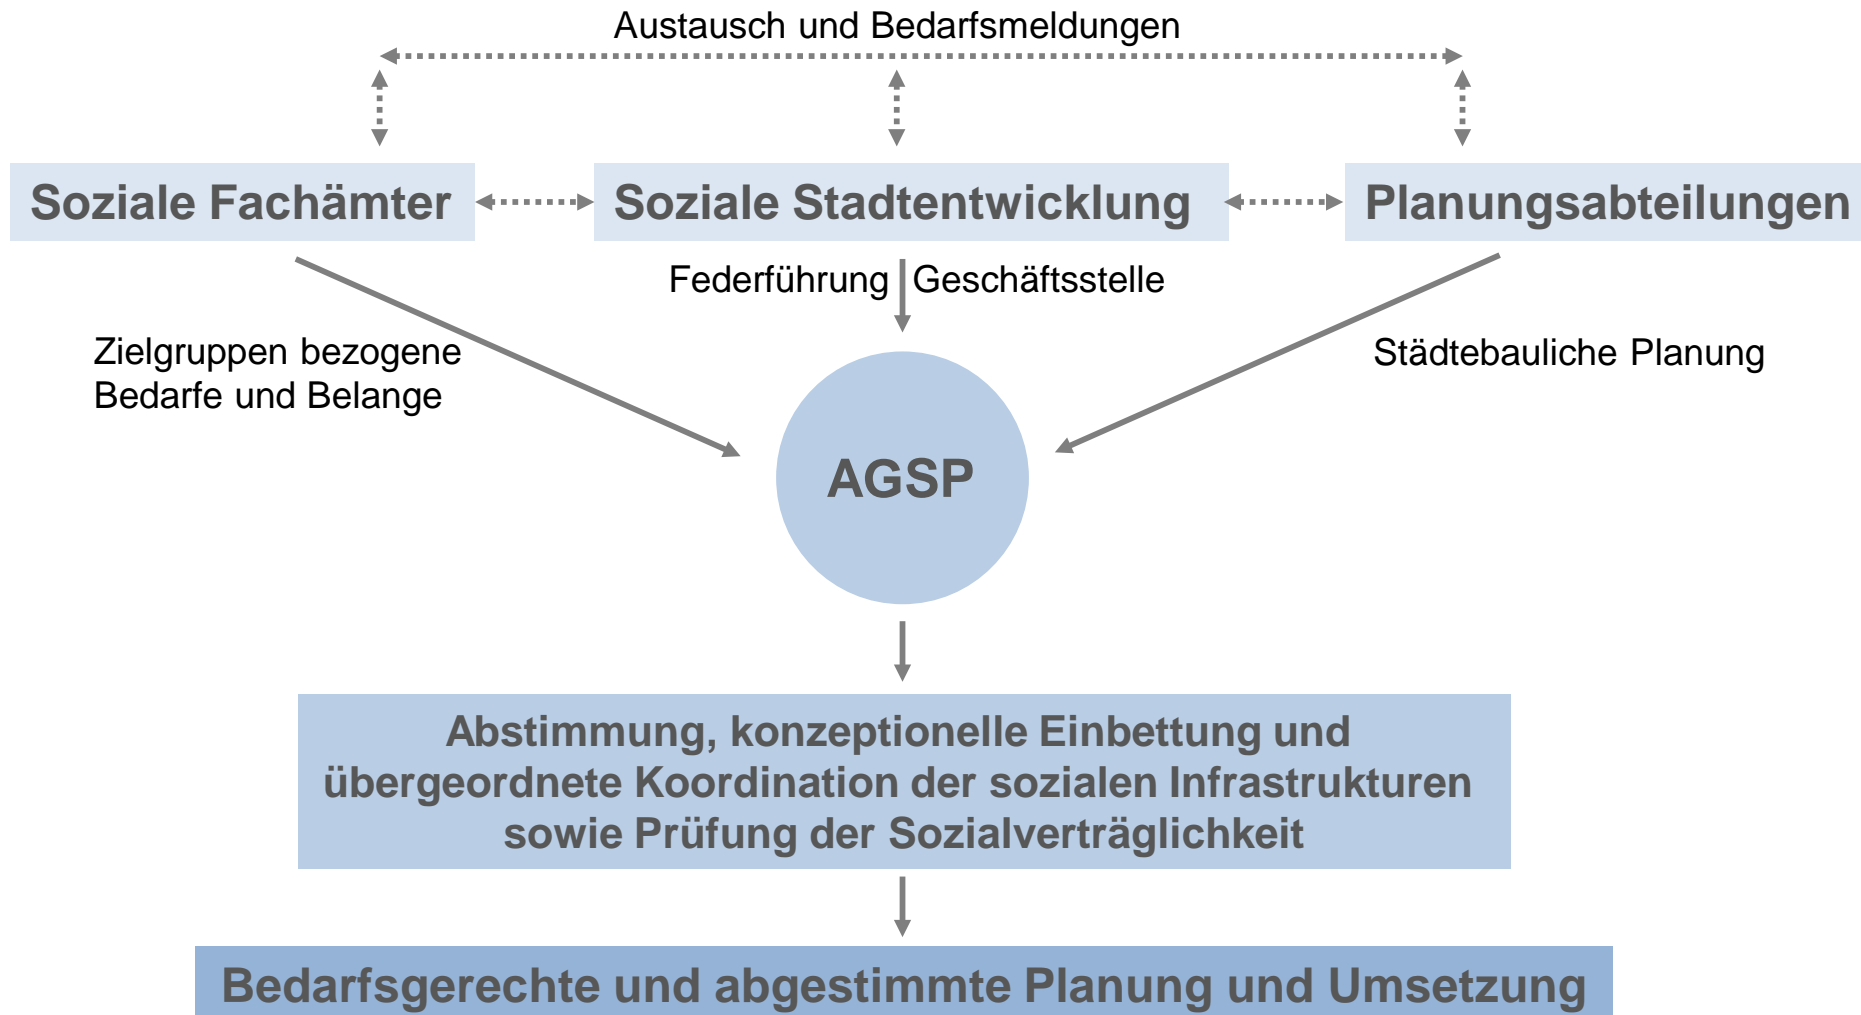 Austausch und Bedarfsmeldungen
Soziale Fachämter
Soziale Stadtentwicklung
Planungsabteilungen
Federführung
Geschäftsstelle
Zielgruppen bezogene
Bedarfe und Belange
Städtebauliche Planung
AGSP
Abstimmung, konzeptionelle Einbettung und
übergeordnete Koordination der sozialen Infrastrukturen
sowie Prüfung der Sozialverträglichkeit
Bedarfsgerechte und abgestimmte Planung und Umsetzung